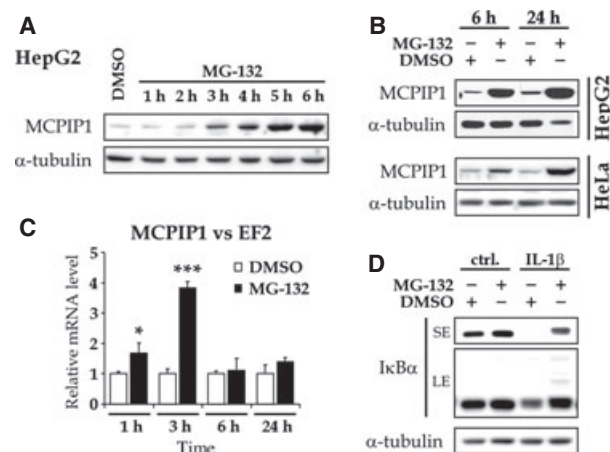 A
HepG2
DMSO
MG-132
1 h 2 h 3 h 4 h 5 h 6 h
MCPIP1
α-tubulin
B
6 h 24 h
MG-132 – + – +
DMSO + – + –
MCPIP1
α-tubulin
HepG2
MCPIP1
α-tubulin
HeLa
C
MCPIP1 vs EF2
Relative mRNA level
5
4
3
2
1
0
*
***
DMSO
MG-132
1 h 3 h 6 h 24 h
Time
D
ctrl. IL-1β
MG-132 – + – +
DMSO + – + –
SE
IκBα
LE
α-tubulin